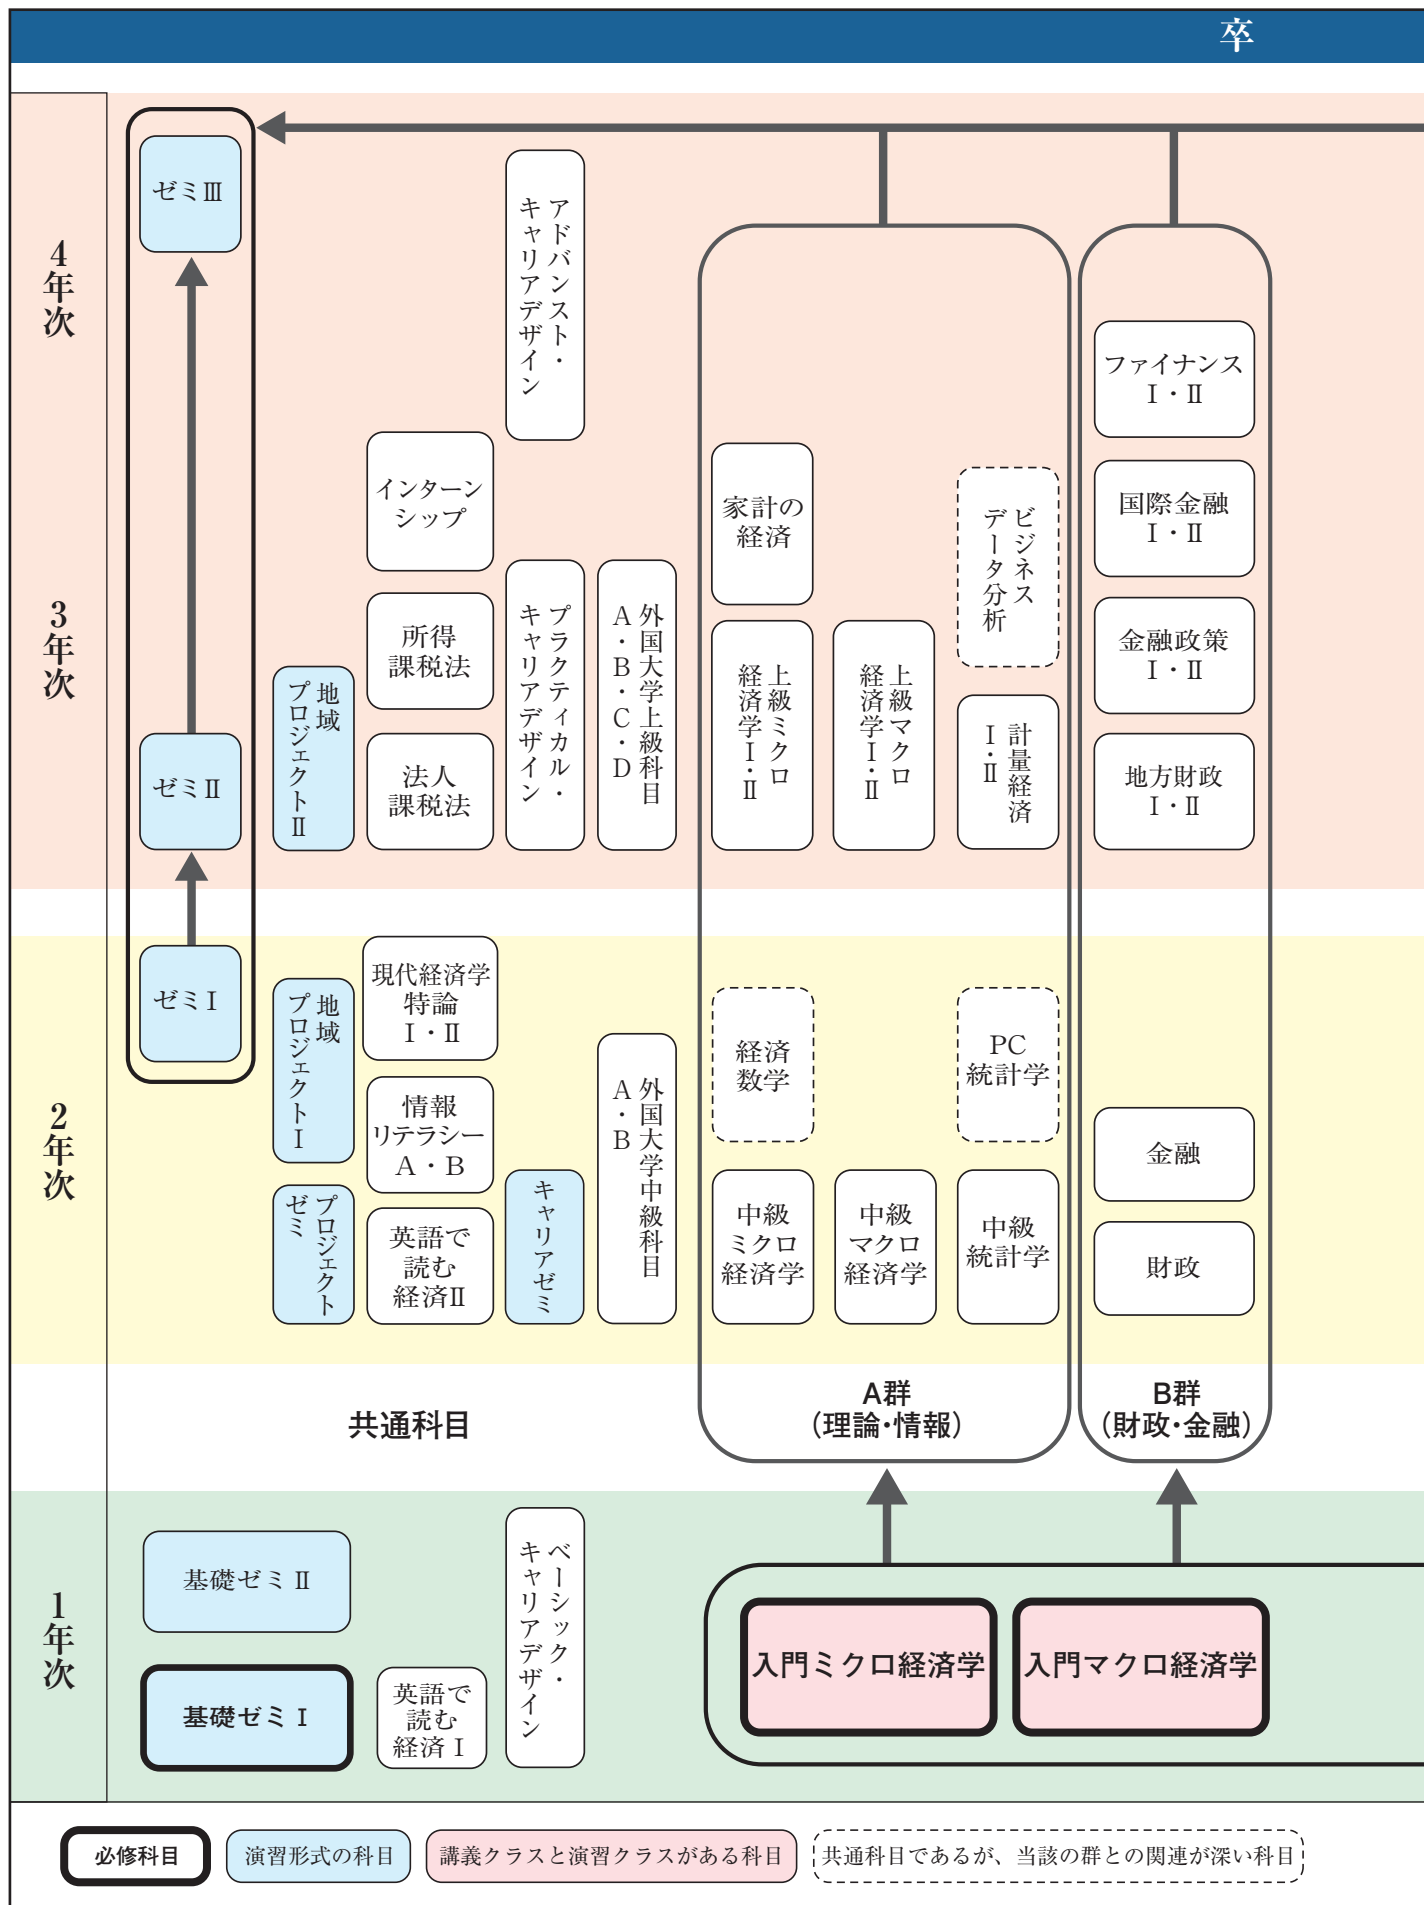 卒
4年次
ゼミⅢ
アドバンスト・
キャリアデザイン
ファイナンス
Ⅰ・Ⅱ
インターン
シップ
家計の
経済
ビジネス
データ分析
国際金融
Ⅰ・Ⅱ
3年次
ゼミⅡ
地域
プロジェクトⅡ
所得
課税法
法人
課税法
プラクティカル・
キャリアデザイン
外国大学上級科目
A・B・C・D
上級ミクロ
経済学Ⅰ・Ⅱ
上級マクロ
経済学Ⅰ・Ⅱ
計量経済
Ⅰ・Ⅱ
金融政策
Ⅰ・Ⅱ
地方財政
Ⅰ・Ⅱ
2年次
ゼミⅠ
地域
プロジェクトⅠ
プロジェクト
ゼミ
現代経済学
特論
Ⅰ・Ⅱ
情報
リテラシー
A・B
英語で
読む
経済Ⅱ
キャリアゼミ
外国大学中級科目
A・B
経済
数学
PC
統計学
中級
ミクロ
経済学
中級
マクロ
経済学
中級
統計学
金融
財政
共通科目
A群
(理論・情報)
B群
(財政・金融)
1年次
基礎ゼミ Ⅱ
基礎ゼミ Ⅰ
英語で
読む
経済 Ⅰ
ベーシック・
キャリアデザイン
入門ミクロ経済学
入門マクロ経済学
必修科目
演習形式の科目
講義クラスと演習クラスがある科目
共通科目であるが、当該の群との関連が深い科目